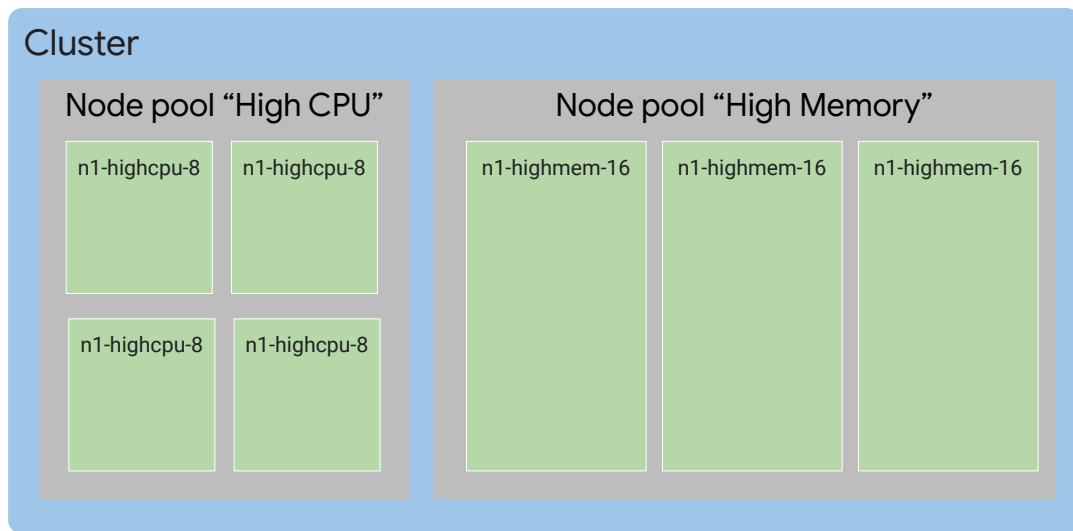 Cluster
Node pool “High CPU”
n1-highcpu-8
n1-highcpu-8
n1-highcpu-8
n1-highcpu-8
Node pool “High Memory”
n1-highmem-16
n1-highmem-16
n1-highmem-16